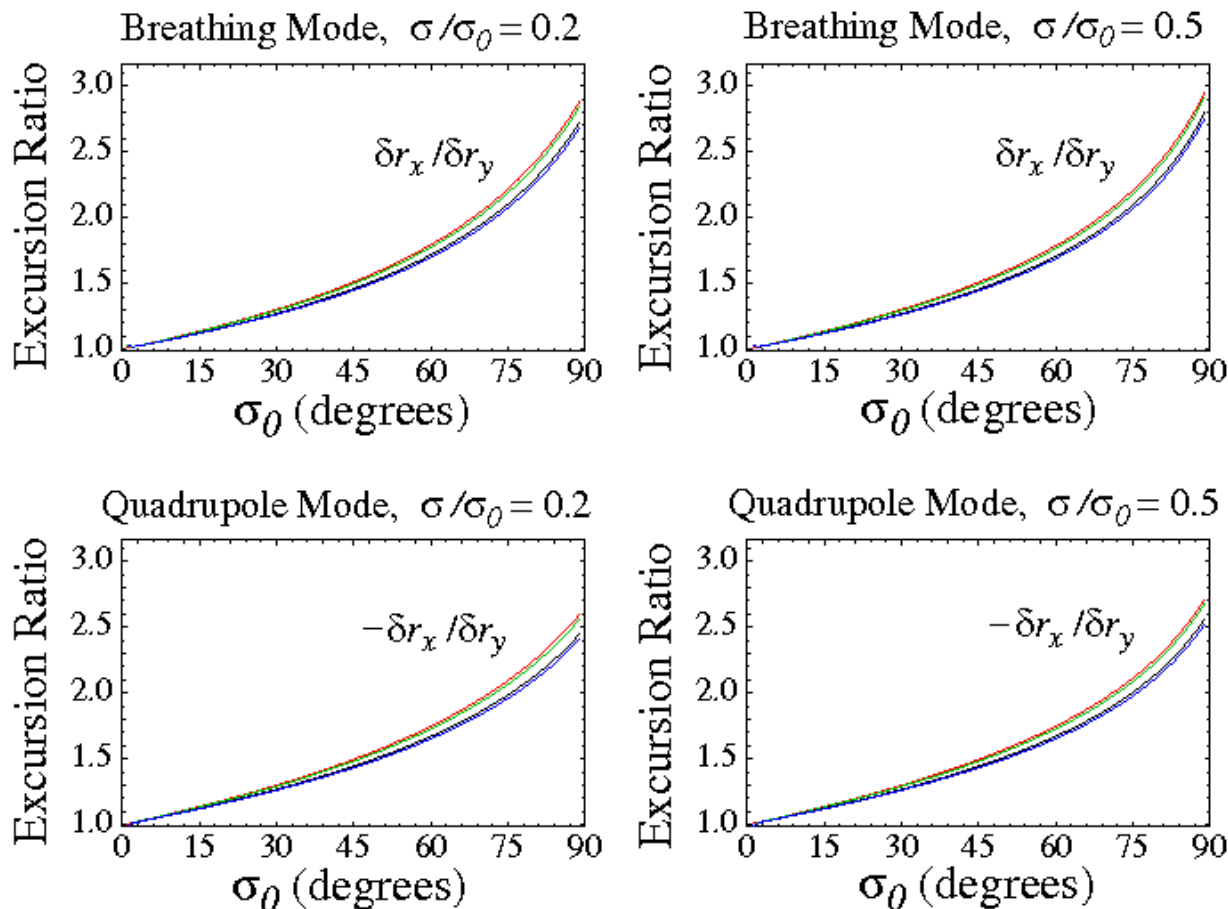 Breathing Mode, σ/σ0 = 0.2
Excursion Ratio
3.0
2.5
2.0
1.5
1.0
δrx/δry
0 15 30 45 60 75 90
σ0 (degrees)
Breathing Mode, σ/σ0 = 0.5
Excursion Ratio
3.0
2.5
2.0
1.5
1.0
δrx/δry
0 15 30 45 60 75 90
σ0 (degrees)
Quadrupole Mode, σ/σ0 = 0.2
Excursion Ratio
3.0
2.5
2.0
1.5
1.0
−δrx/δry
0 15 30 45 60 75 90
σ0 (degrees)
Quadrupole Mode, σ/σ0 = 0.5
Excursion Ratio
3.0
2.5
2.0
1.5
1.0
−δrx/δry
0 15 30 45 60 75 90
σ0 (degrees)